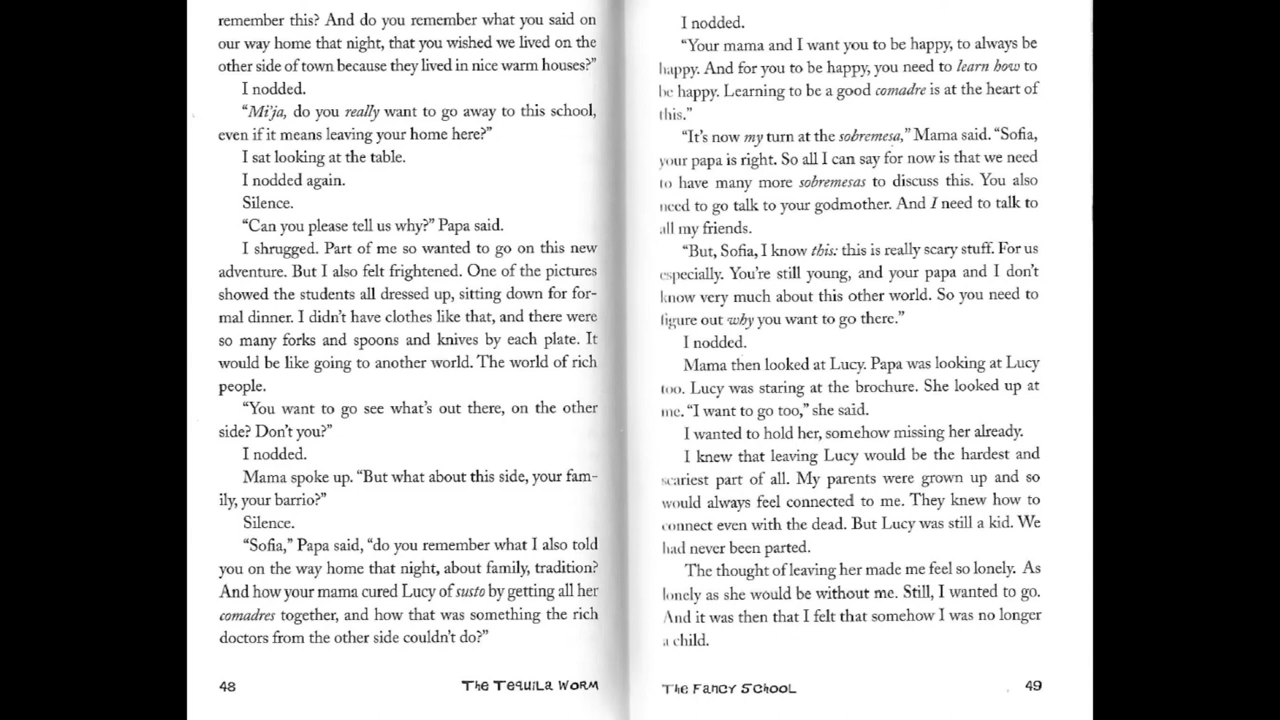 remember this? And do you remember what you said on
our way home that night, that you wished we lived on the
other side of town because they lived in nice warm houses?”
I nodded.
“Mi’ja, do you really want to go away to this school,
even if it means leaving your home here?”
I sat looking at the table.
I nodded again.
Silence.
“Can you please tell us why?” Papa said.
I shrugged. Part of me so wanted to go on this new
adventure. But I also felt frightened. One of the pictures
showed the students all dressed up, sitting down for for-
mal dinner. I didn’t have clothes like that, and there were
so many forks and spoons and knives by each plate. It
would be like going to another world. The world of rich
people.
“You want to go see what’s out there, on the other
side? Don’t you?”
I nodded.
Mama spoke up. “But what about this side, your fam-
ily, your barrio?”
Silence.
“Sofia,” Papa said, “do you remember what I also told
you on the way home that night, about family, tradition?
And how your mama cured Lucy of susto by getting all her
comadres together, and how that was something the rich
doctors from the other side couldn’t do?”
48 The Tequila Worm
I nodded.
“Your mama and I want you to be happy, to always be
happy. And for you to be happy, you need to learn how to
be happy. Learning to be a good comadre is at the heart of
this.”
“It’s now my turn at the sobremesa,” Mama said. “Sofia,
your papa is right. So all I can say for now is that we need
to have many more sobremesas to discuss this. You also
need to go talk to your godmother. And I need to talk to
all my friends.
“But, Sofia, I know this: this is really scary stuff. For us
especially. You’re still young, and your papa and I don’t
know very much about this other world. So you need to
figure out why you want to go there.”
I nodded.
Mama then looked at Lucy. Papa was looking at Lucy
too. Lucy was staring at the brochure. She looked up at
me. “I want to go too,” she said.
I wanted to hold her, somehow missing her already.
I knew that leaving Lucy would be the hardest and
scariest part of all. My parents were grown up and so
would always feel connected to me. They knew how to
connect even with the dead. But Lucy was still a kid. We
had never been parted.
The thought of leaving her made me feel so lonely. As
lonely as she would be without me. Still, I wanted to go.
And it was then that I felt that somehow I was no longer
a child.
The Fancy School 49